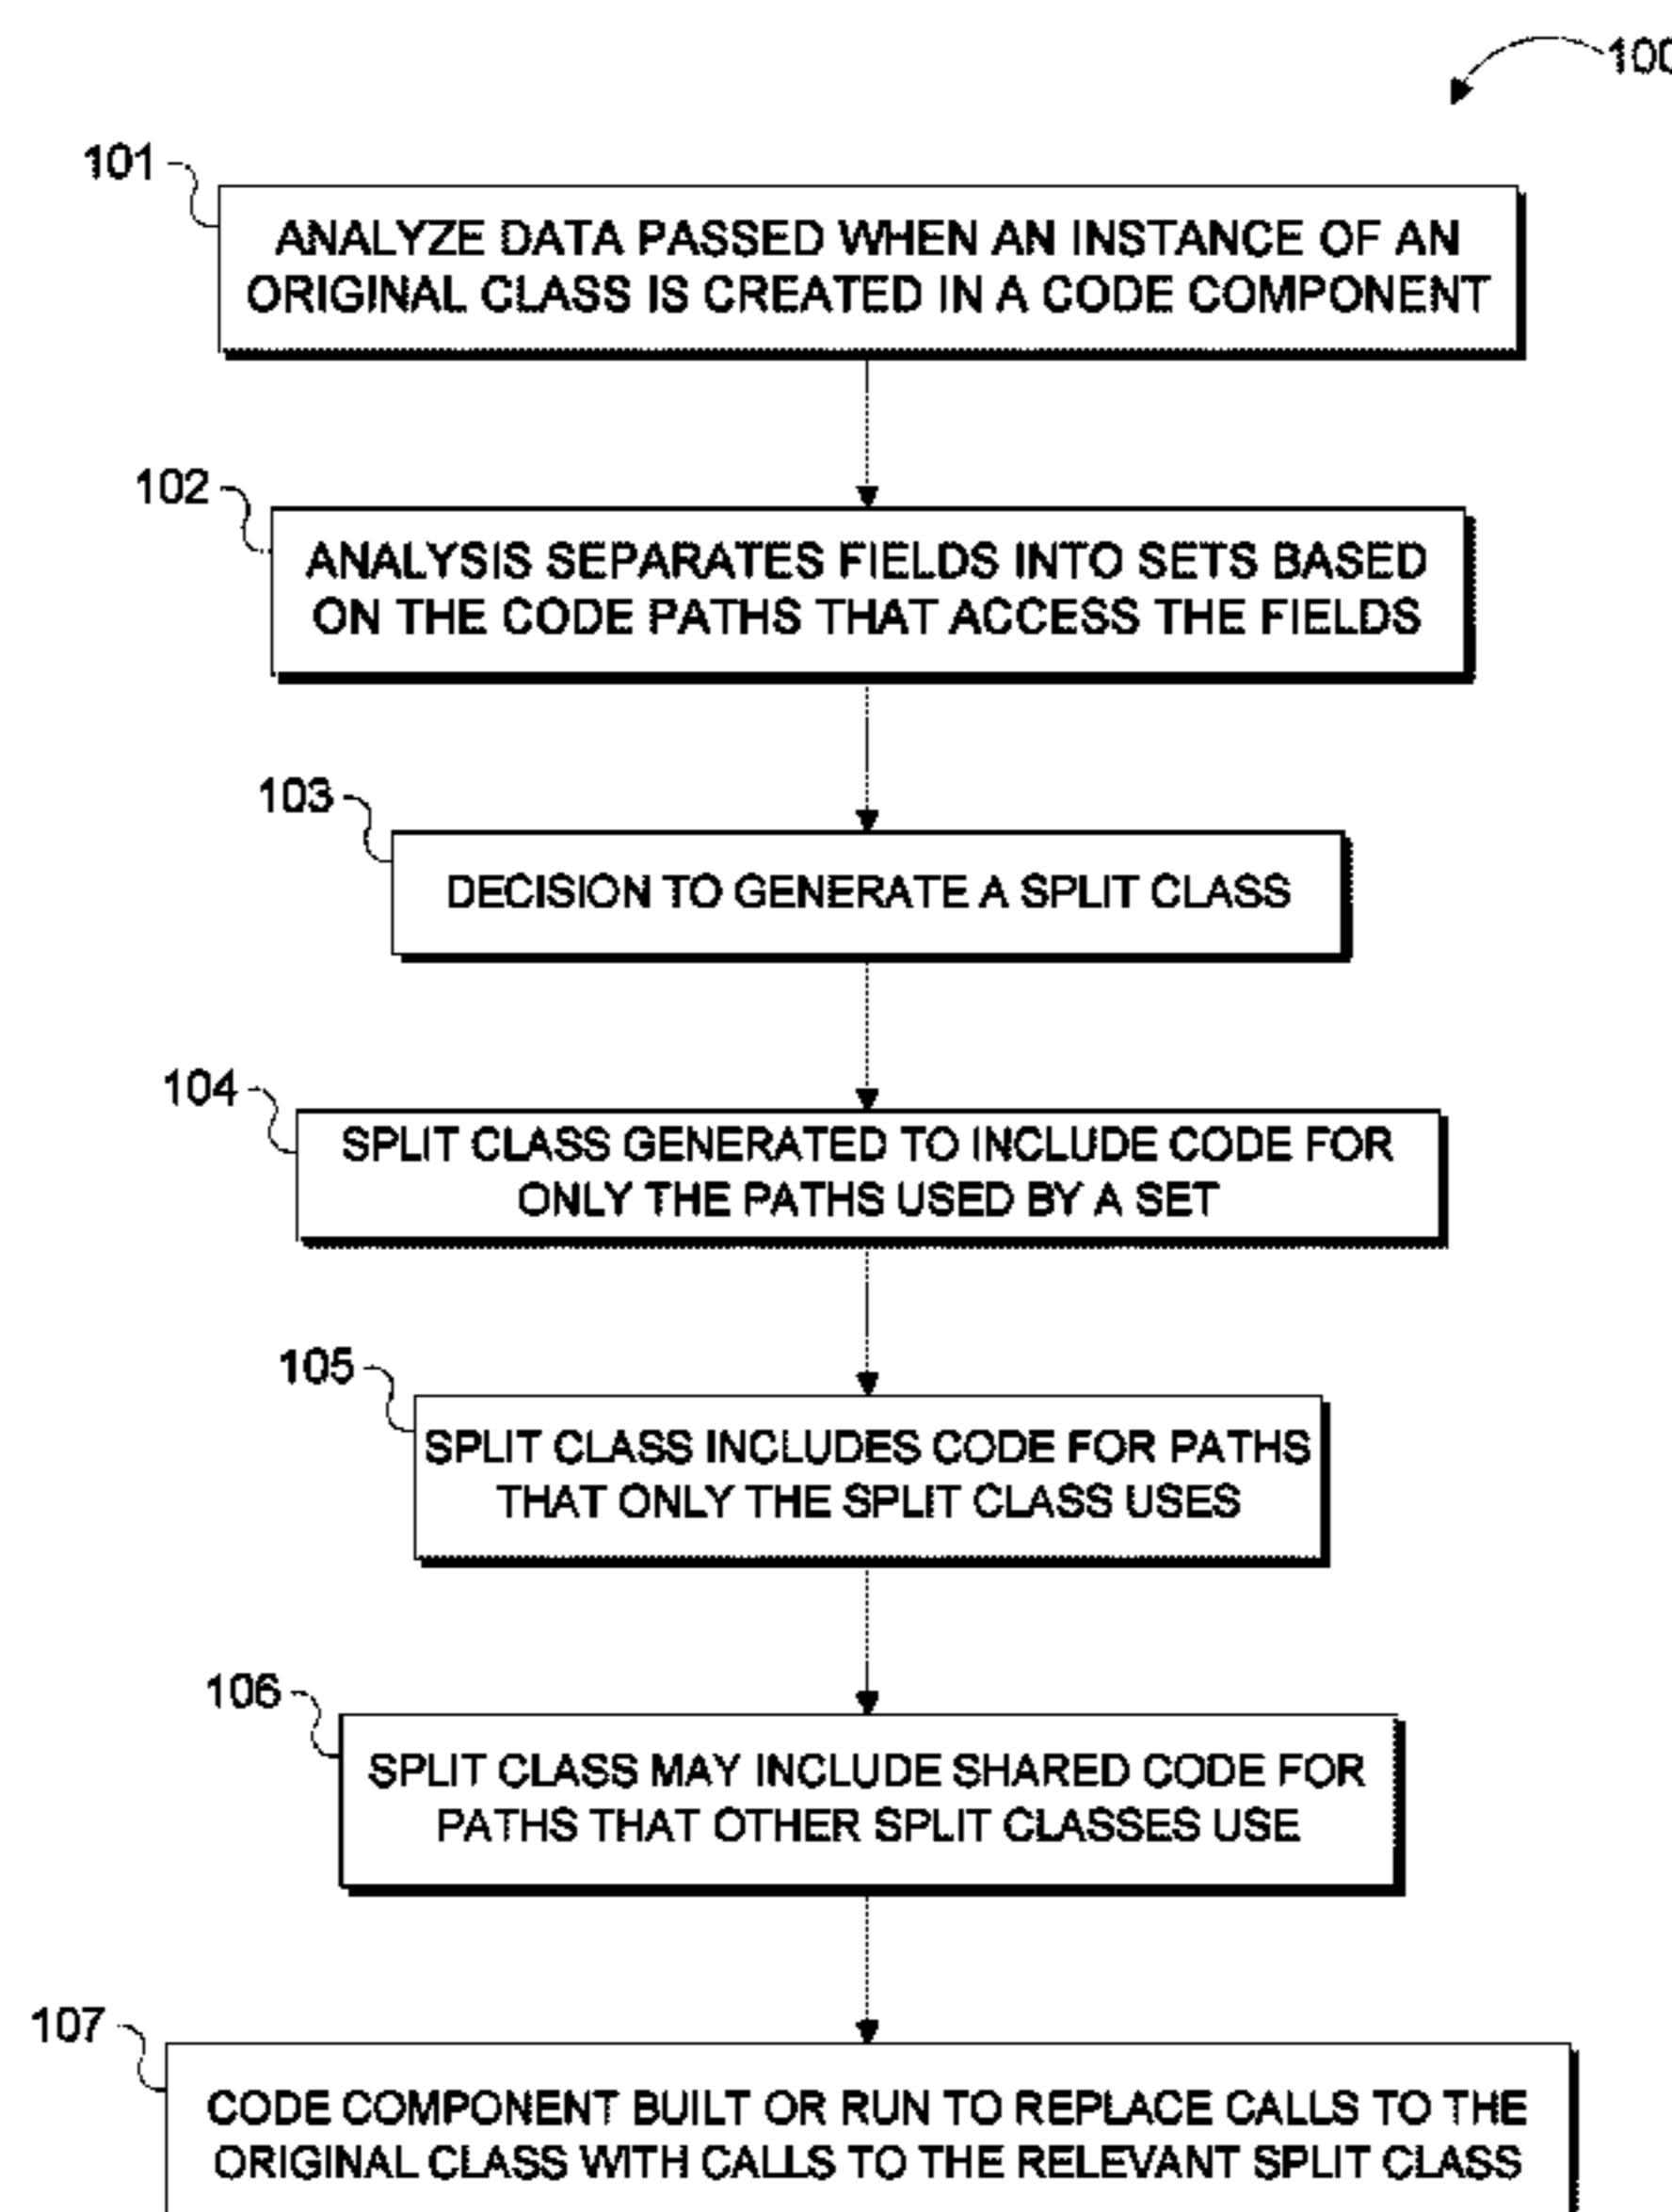 100
101
ANALYZE DATA PASSED WHEN AN INSTANCE OF AN
ORIGINAL CLASS IS CREATED IN A CODE COMPONENT
102
ANALYSIS SEPARATES FIELDS INTO SETS BASED
ON THE CODE PATHS THAT ACCESS THE FIELDS
103
DECISION TO GENERATE A SPLIT CLASS
104
SPLIT CLASS GENERATED TO INCLUDE CODE FOR
ONLY THE PATHS USED BY A SET
105
SPLIT CLASS INCLUDES CODE FOR PATHS
THAT ONLY THE SPLIT CLASS USES
106
SPLIT CLASS MAY INCLUDE SHARED CODE FOR
PATHS THAT OTHER SPLIT CLASSES USE
107
CODE COMPONENT BUILT OR RUN TO REPLACE CALLS TO THE
ORIGINAL CLASS WITH CALLS TO THE RELEVANT SPLIT CLASS